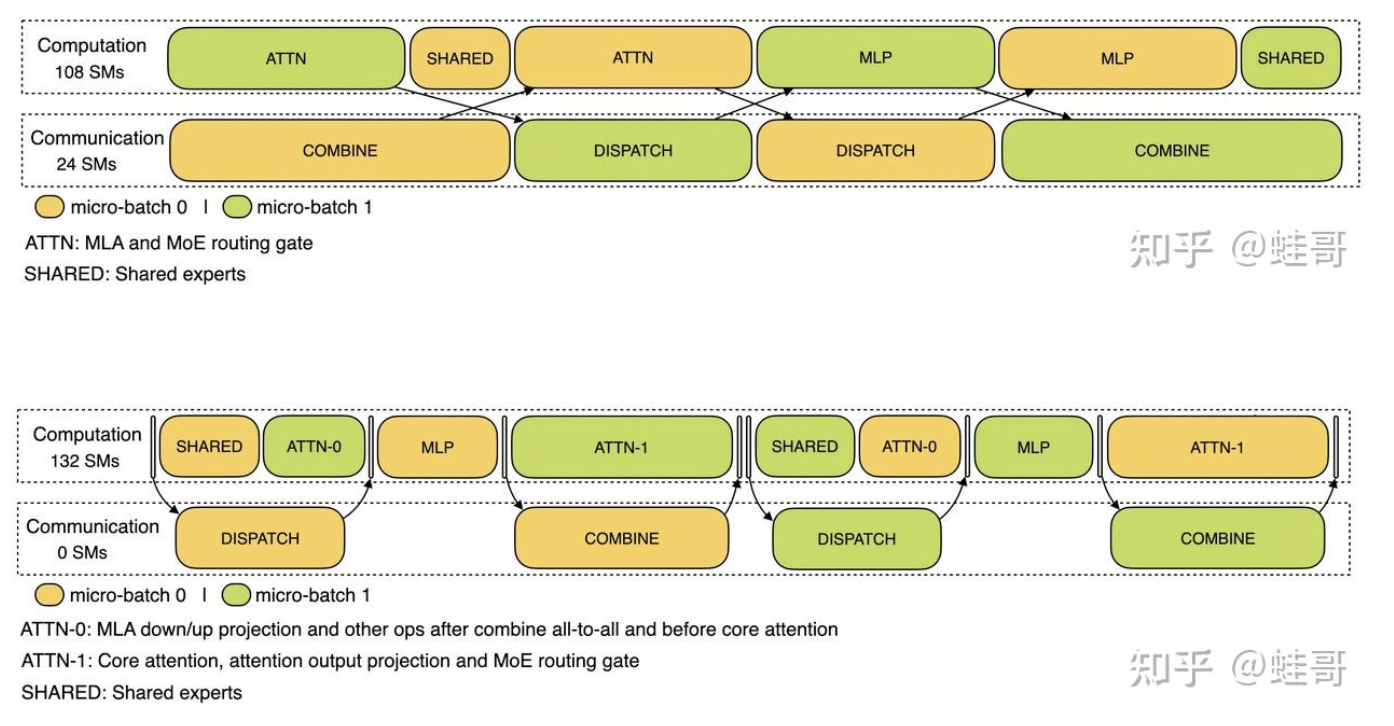 Computation
108 SMs
ATTN
SHARED
ATTN
MLP
MLP
SHARED
Communication
24 SMs
COMBINE
DISPATCH
DISPATCH
COMBINE
micro-batch 0 | micro-batch 1
ATTN: MLA and MoE routing gate
SHARED: Shared experts
知乎 @蛙哥
Computation
132 SMs
SHARED
ATTN-0
MLP
ATTN-1
SHARED
ATTN-0
MLP
ATTN-1
Communication
0 SMs
DISPATCH
COMBINE
DISPATCH
COMBINE
micro-batch 0 | micro-batch 1
ATTN-0: MLA down/up projection and other ops after combine all-to-all and before core attention
ATTN-1: Core attention, attention output projection and MoE routing gate
SHARED: Shared experts
知乎 @蛙哥